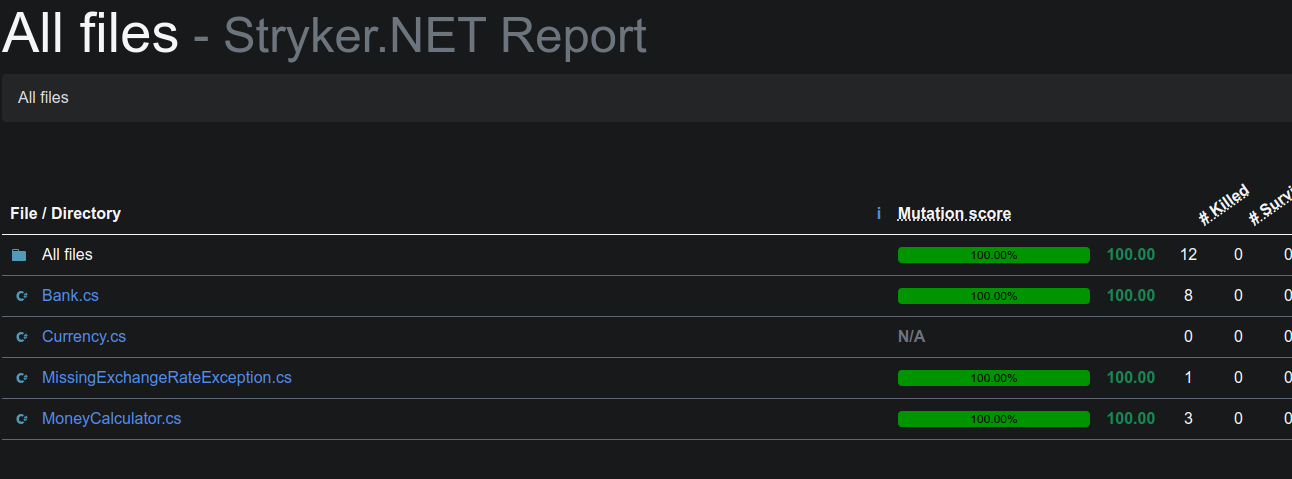 All files - Stryker.NET Report
All files
File / Directory i Mutation score # Killed
All files 100.00% 100.00 12 0 0
Bank.cs 100.00% 100.00 8 0 0
Currency.cs N/A 0 0 0
MissingExchangeRateException.cs 100.00% 100.00 1 0 0
MoneyCalculator.cs 100.00% 100.00 3 0 0